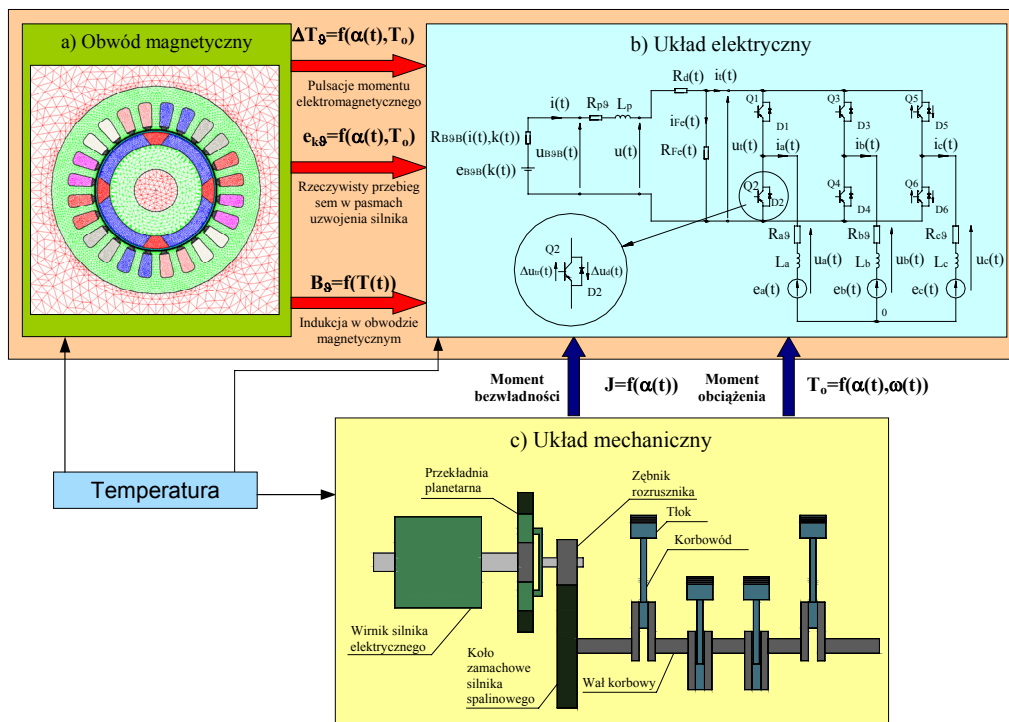 a) Obwód magnetyczny
ΔTϑ=f(α(t),To)
Pulsacje momentu
elektromagnetycznego
ekϑ=f(α(t),To)
Rzeczywisty przebieg
sem w pasmach
uzwojenia silnika
Bϑ=f(T(t))
Indukcja w obwodzie
magnetycznym
b) Układ elektryczny
Rd(t)
i(t)
Q1
Q3
Q5
i(t)
Rpϑ
Lp
D1
D3
D5
iFe(t)
RBϑB(i(t),k(t))
uBϑB(t)
u(t)
RFe(t)
ut(t)
ia(t)
ib(t)
ic(t)
eBϑB(k(t))
Q2
Q4
Q6
D2
D4
D6
Raϑ
Rbϑ
Rcϑ
Q2
Δutr(t)
Δud(t)
D2
La
ua(t)
Lb
ub(t)
Lc
uc(t)
ea(t)
eb(t)
ec(t)
0
Moment
bezwładności
J=f(α(t))
Moment
obciążenia
To=f(α(t),ω(t))
Temperatura
c) Układ mechaniczny
Przekładnia
planetarna
Zębnik
rozrusznika
Tłok
Korbowód
Wirnik silnika
elektrycznego
Koło
zamachowe
silnika
spalinowego
Wał korbowy